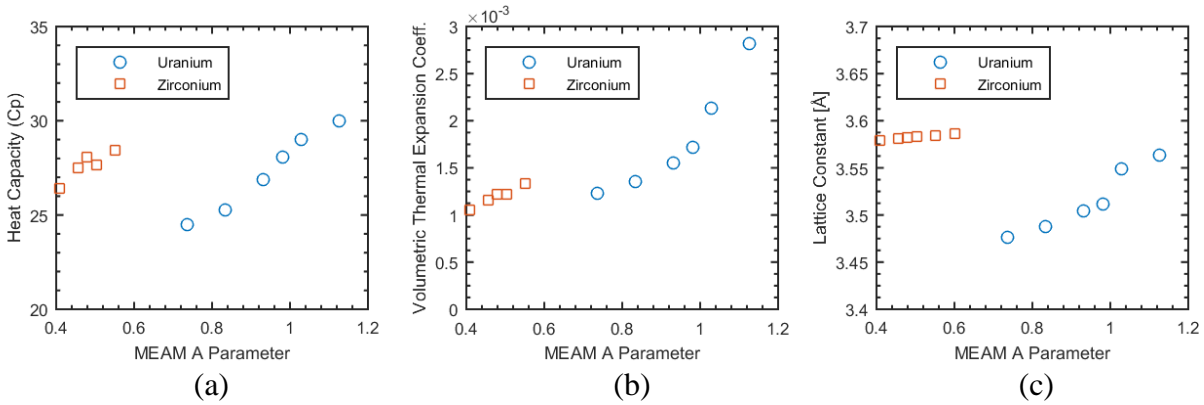 35
30
25
20
Heat Capacity (Cp)
Uranium
Zirconium
0.4 0.6 0.8 1 1.2
MEAM A Parameter
(a)
×10⁻³
3
2.5
2
1.5
1
0.5
0
Volumetric Thermal Expansion Coeff.
Uranium
Zirconium
0.4 0.6 0.8 1 1.2
MEAM A Parameter
(b)
3.7
3.65
3.6
3.55
3.5
3.45
3.4
Lattice Constant [Å]
Uranium
Zirconium
0.4 0.6 0.8 1 1.2
MEAM A Parameter
(c)